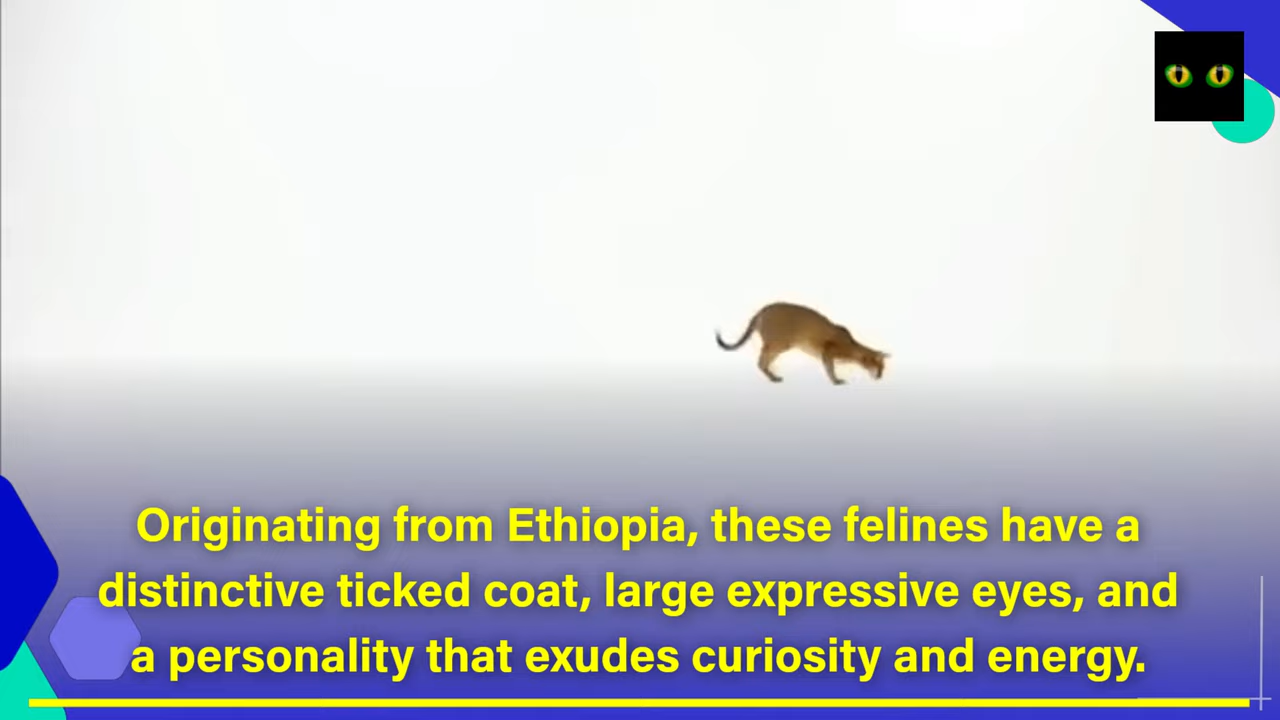 Originating from Ethiopia, these felines have a
distinctive ticked coat, large expressive eyes, and
a personality that exudes curiosity and energy.